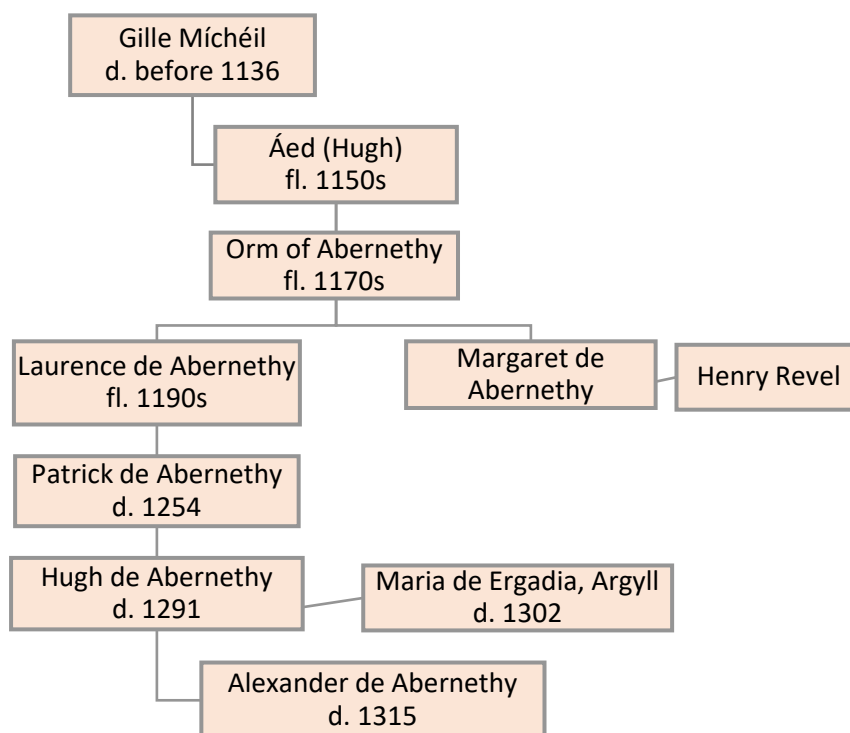 Gille Míchéil
d. before 1136
Áed (Hugh)
fl. 1150s
Orm of Abernethy
fl. 1170s
Laurence de Abernethy
fl. 1190s
Margaret de
Abernethy
Henry Revel
Patrick de Abernethy
d. 1254
Hugh de Abernethy
d. 1291
Maria de Ergadia, Argyll
d. 1302
Alexander de Abernethy
d. 1315